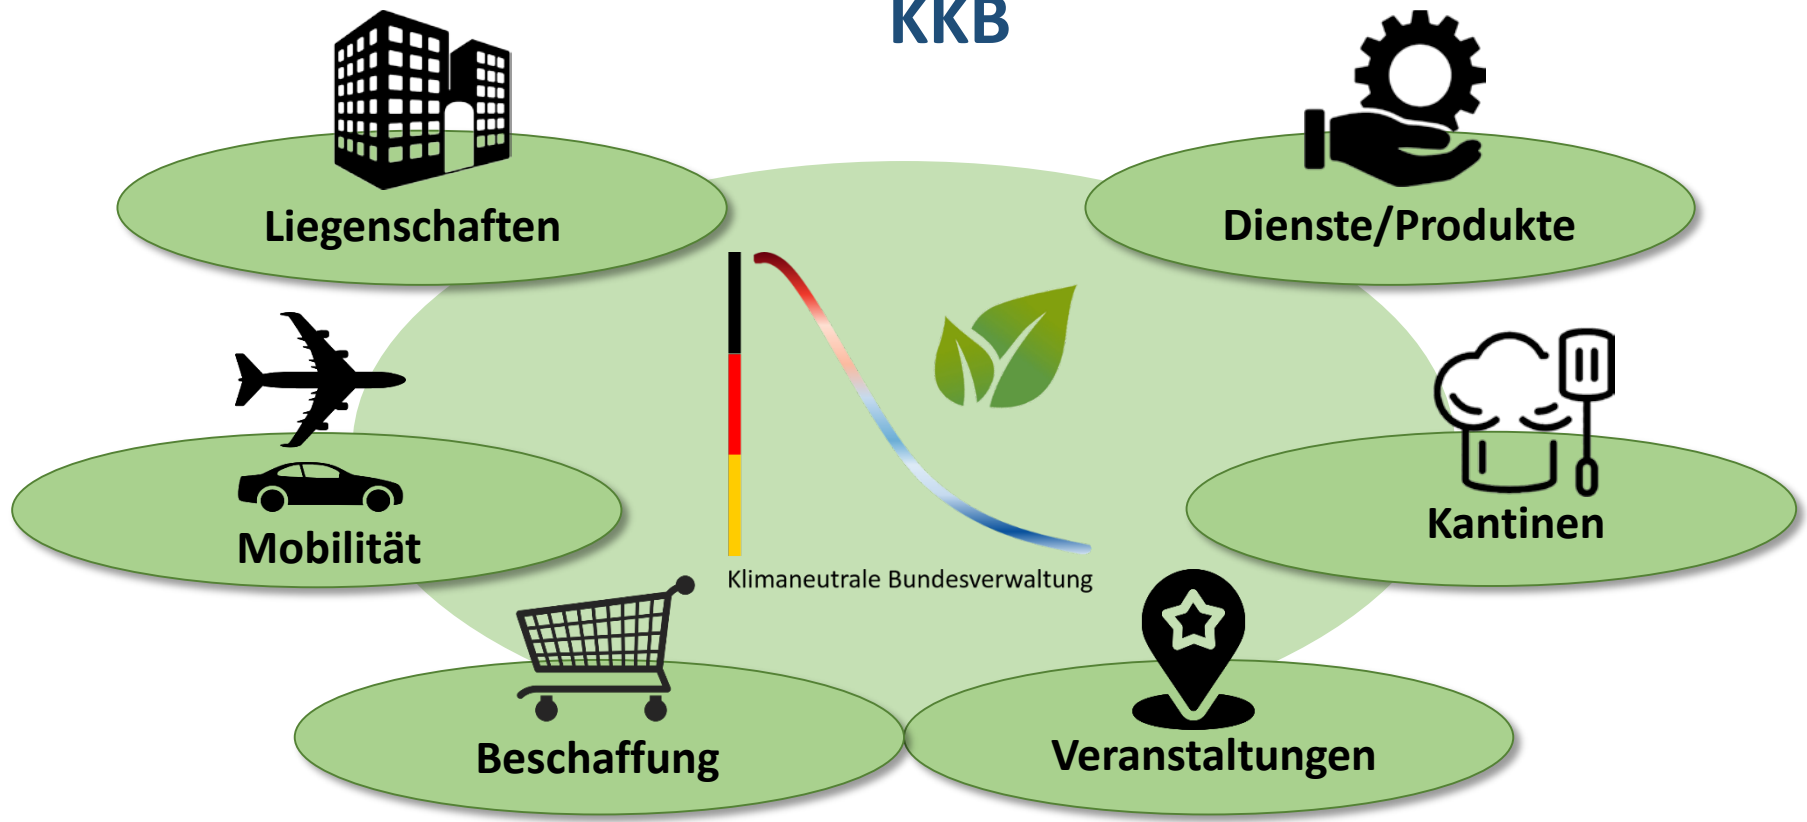 KKB
Liegenschaften
Dienste/Produkte
Mobilität
Kantinen
Klimaneutrale Bundesverwaltung
Beschaffung
Veranstaltungen